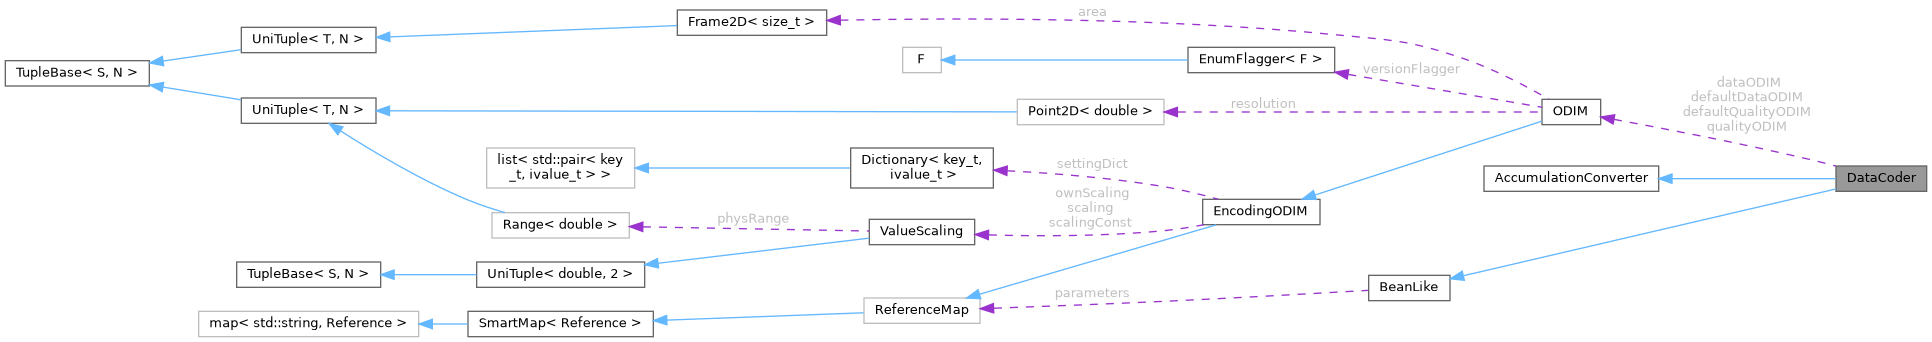 area
Frame2D< size_t >
UniTuple< T, N >
F
EnumFlagger< F >
versionFlagger
TupleBase< S, N >
dataODIM
defaultDataODIM
defaultQualityODIM
qualityODIM
UniTuple< T, N >
Point2D< double >
resolution
ODIM
list< std::pair< key
_t, ivalue_t > >
Dictionary< key_t,
ivalue_t >
settingDict
AccumulationConverter
DataCoder
ownScaling
scaling
scalingConst
EncodingODIM
Range< double >
physRange
ValueScaling
TupleBase< S, N >
UniTuple< double, 2 >
BeanLike
parameters
ReferenceMap
map< std::string, Reference >
SmartMap< Reference >